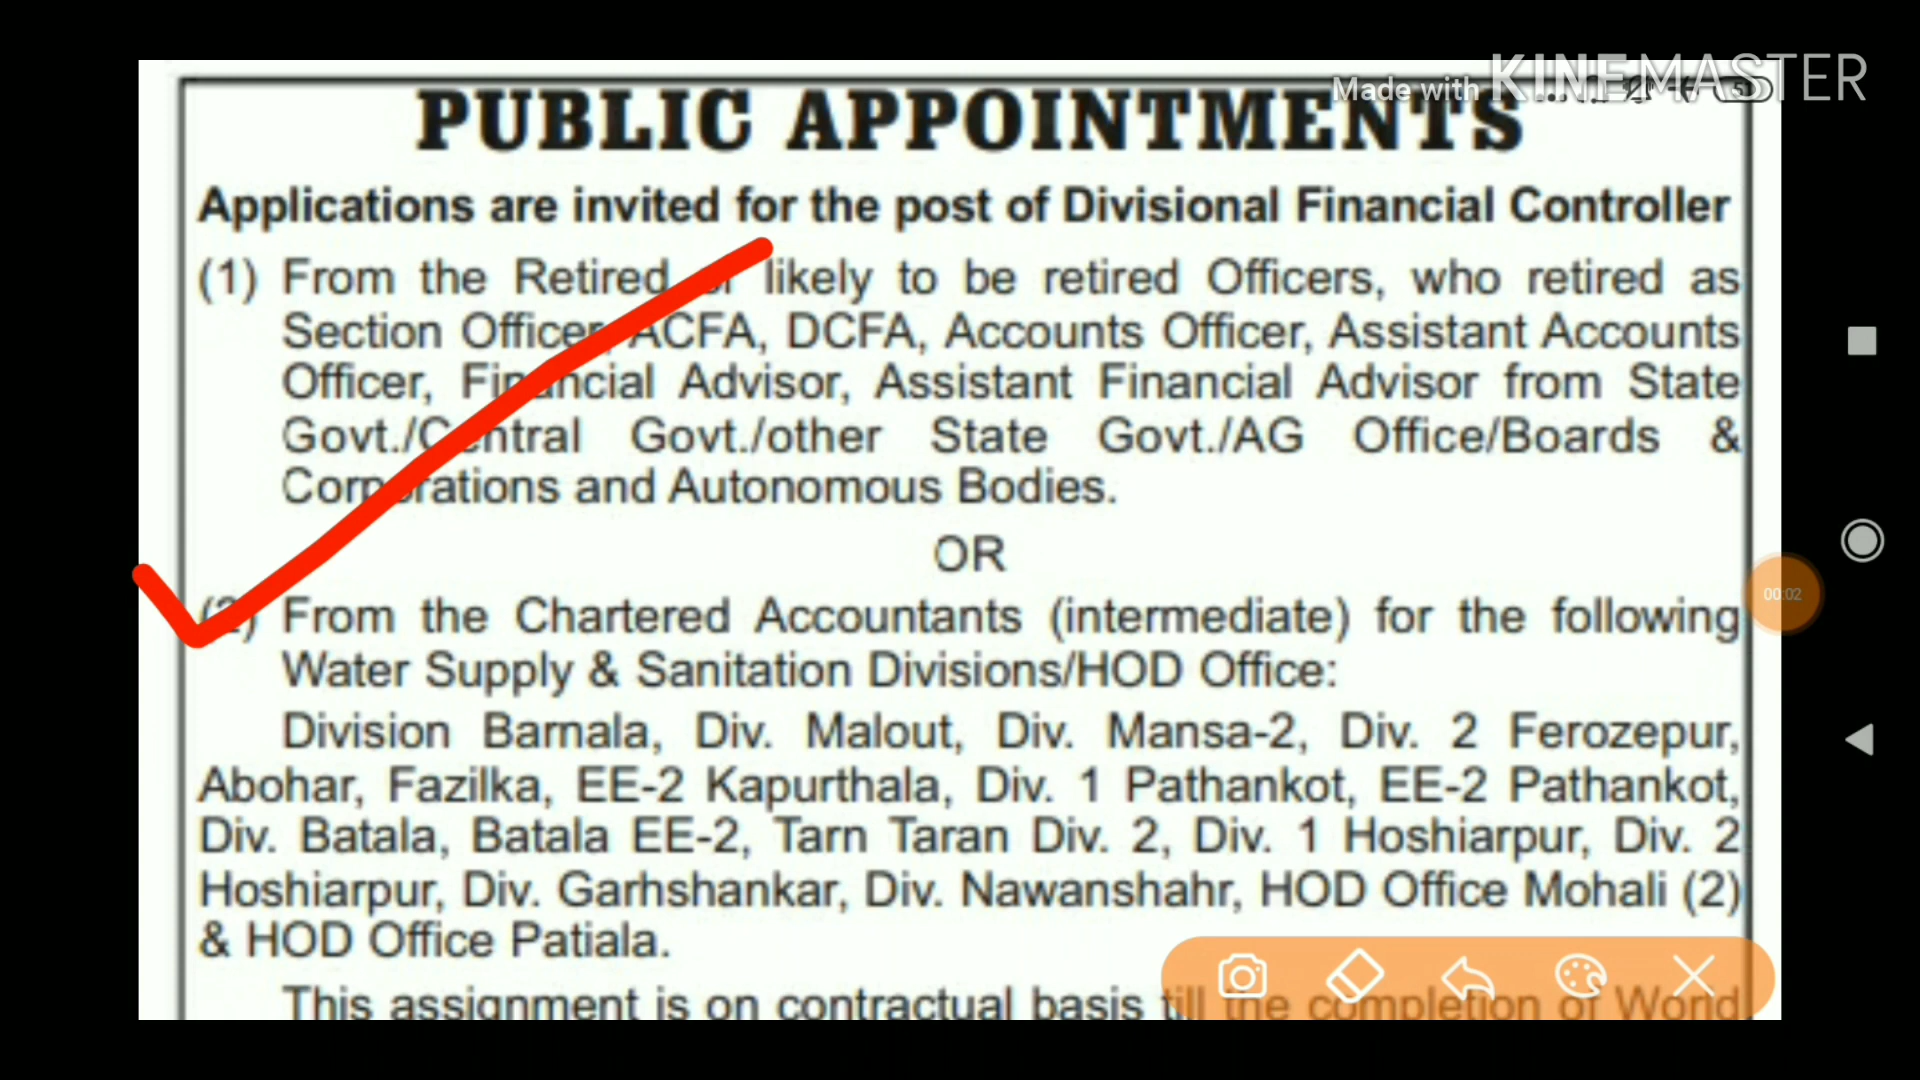 Made with KINEMASTER
PUBLIC APPOINTMENTS
Applications are invited for the post of Divisional Financial Controller
(1) From the Retired or likely to be retired Officers, who retired as
Section Officer, ACFA, DCFA, Accounts Officer, Assistant Accounts
Officer, Financial Advisor, Assistant Financial Advisor from State
Govt./Central Govt./other State Govt./AG Office/Boards &
Corporations and Autonomous Bodies.
OR
(2) From the Chartered Accountants (intermediate) for the following
Water Supply & Sanitation Divisions/HOD Office:
Division Barnala, Div. Malout, Div. Mansa-2, Div. 2 Ferozepur,
Abohar, Fazilka, EE-2 Kapurthala, Div. 1 Pathankot, EE-2 Pathankot,
Div. Batala, Batala EE-2, Tarn Taran Div. 2, Div. 1 Hoshiarpur, Div. 2
Hoshiarpur, Div. Garhshankar, Div. Nawanshahr, HOD Office Mohali (2)
& HOD Office Patiala.
This assignment is on contractual basis till the completion of World
00:02